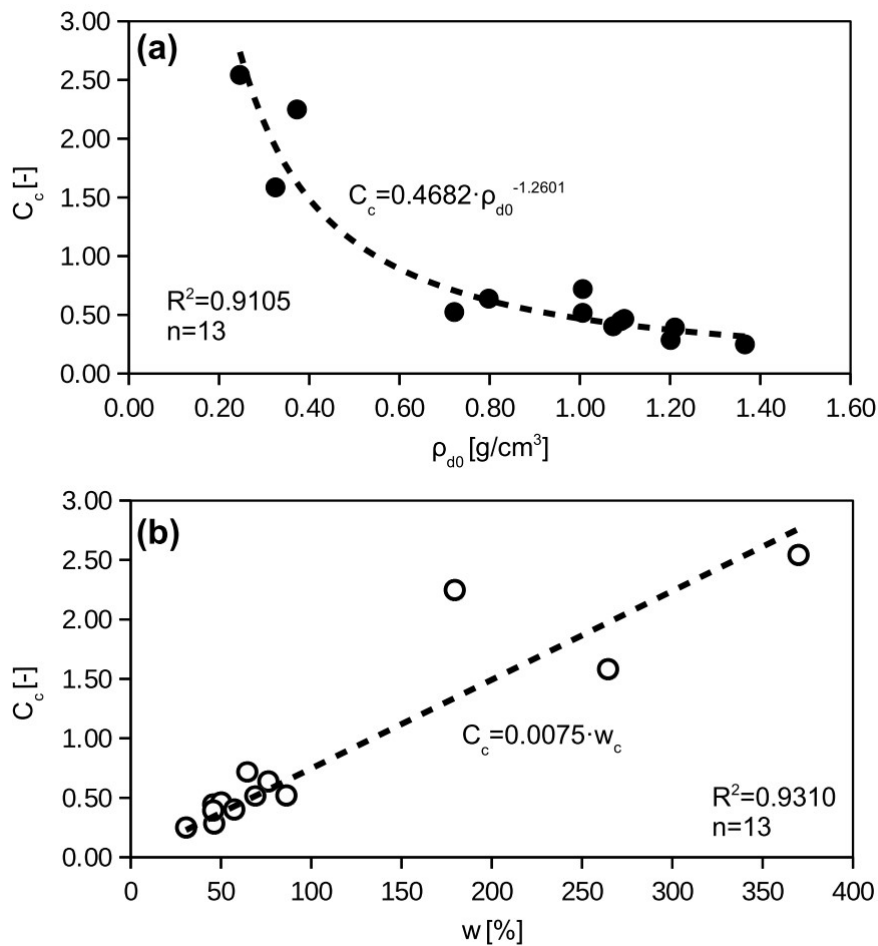 (a)
3.00
2.50
2.00
1.50
1.00
0.50
0.00
C_c [-]
C_c=0.4682·ρ_d0^-1.2601
R²=0.9105
n=13
0.00 0.20 0.40 0.60 0.80 1.00 1.20 1.40 1.60
ρ_d0 [g/cm³]
(b)
3.00
2.50
2.00
1.50
1.00
0.50
0.00
C_c [-]
C_c=0.0075·w_c
R²=0.9310
n=13
0 50 100 150 200 250 300 350 400
w [%]